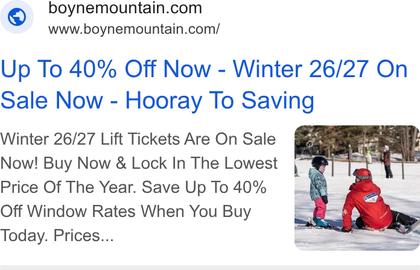 boynemountain.com
www.boynemountain.com/
Up To 40% Off Now - Winter 26/27 On
Sale Now - Hooray To Saving
Winter 26/27 Lift Tickets Are On Sale
Now! Buy Now & Lock In The Lowest
Price Of The Year. Save Up To 40%
Off Window Rates When You Buy
Today. Prices...